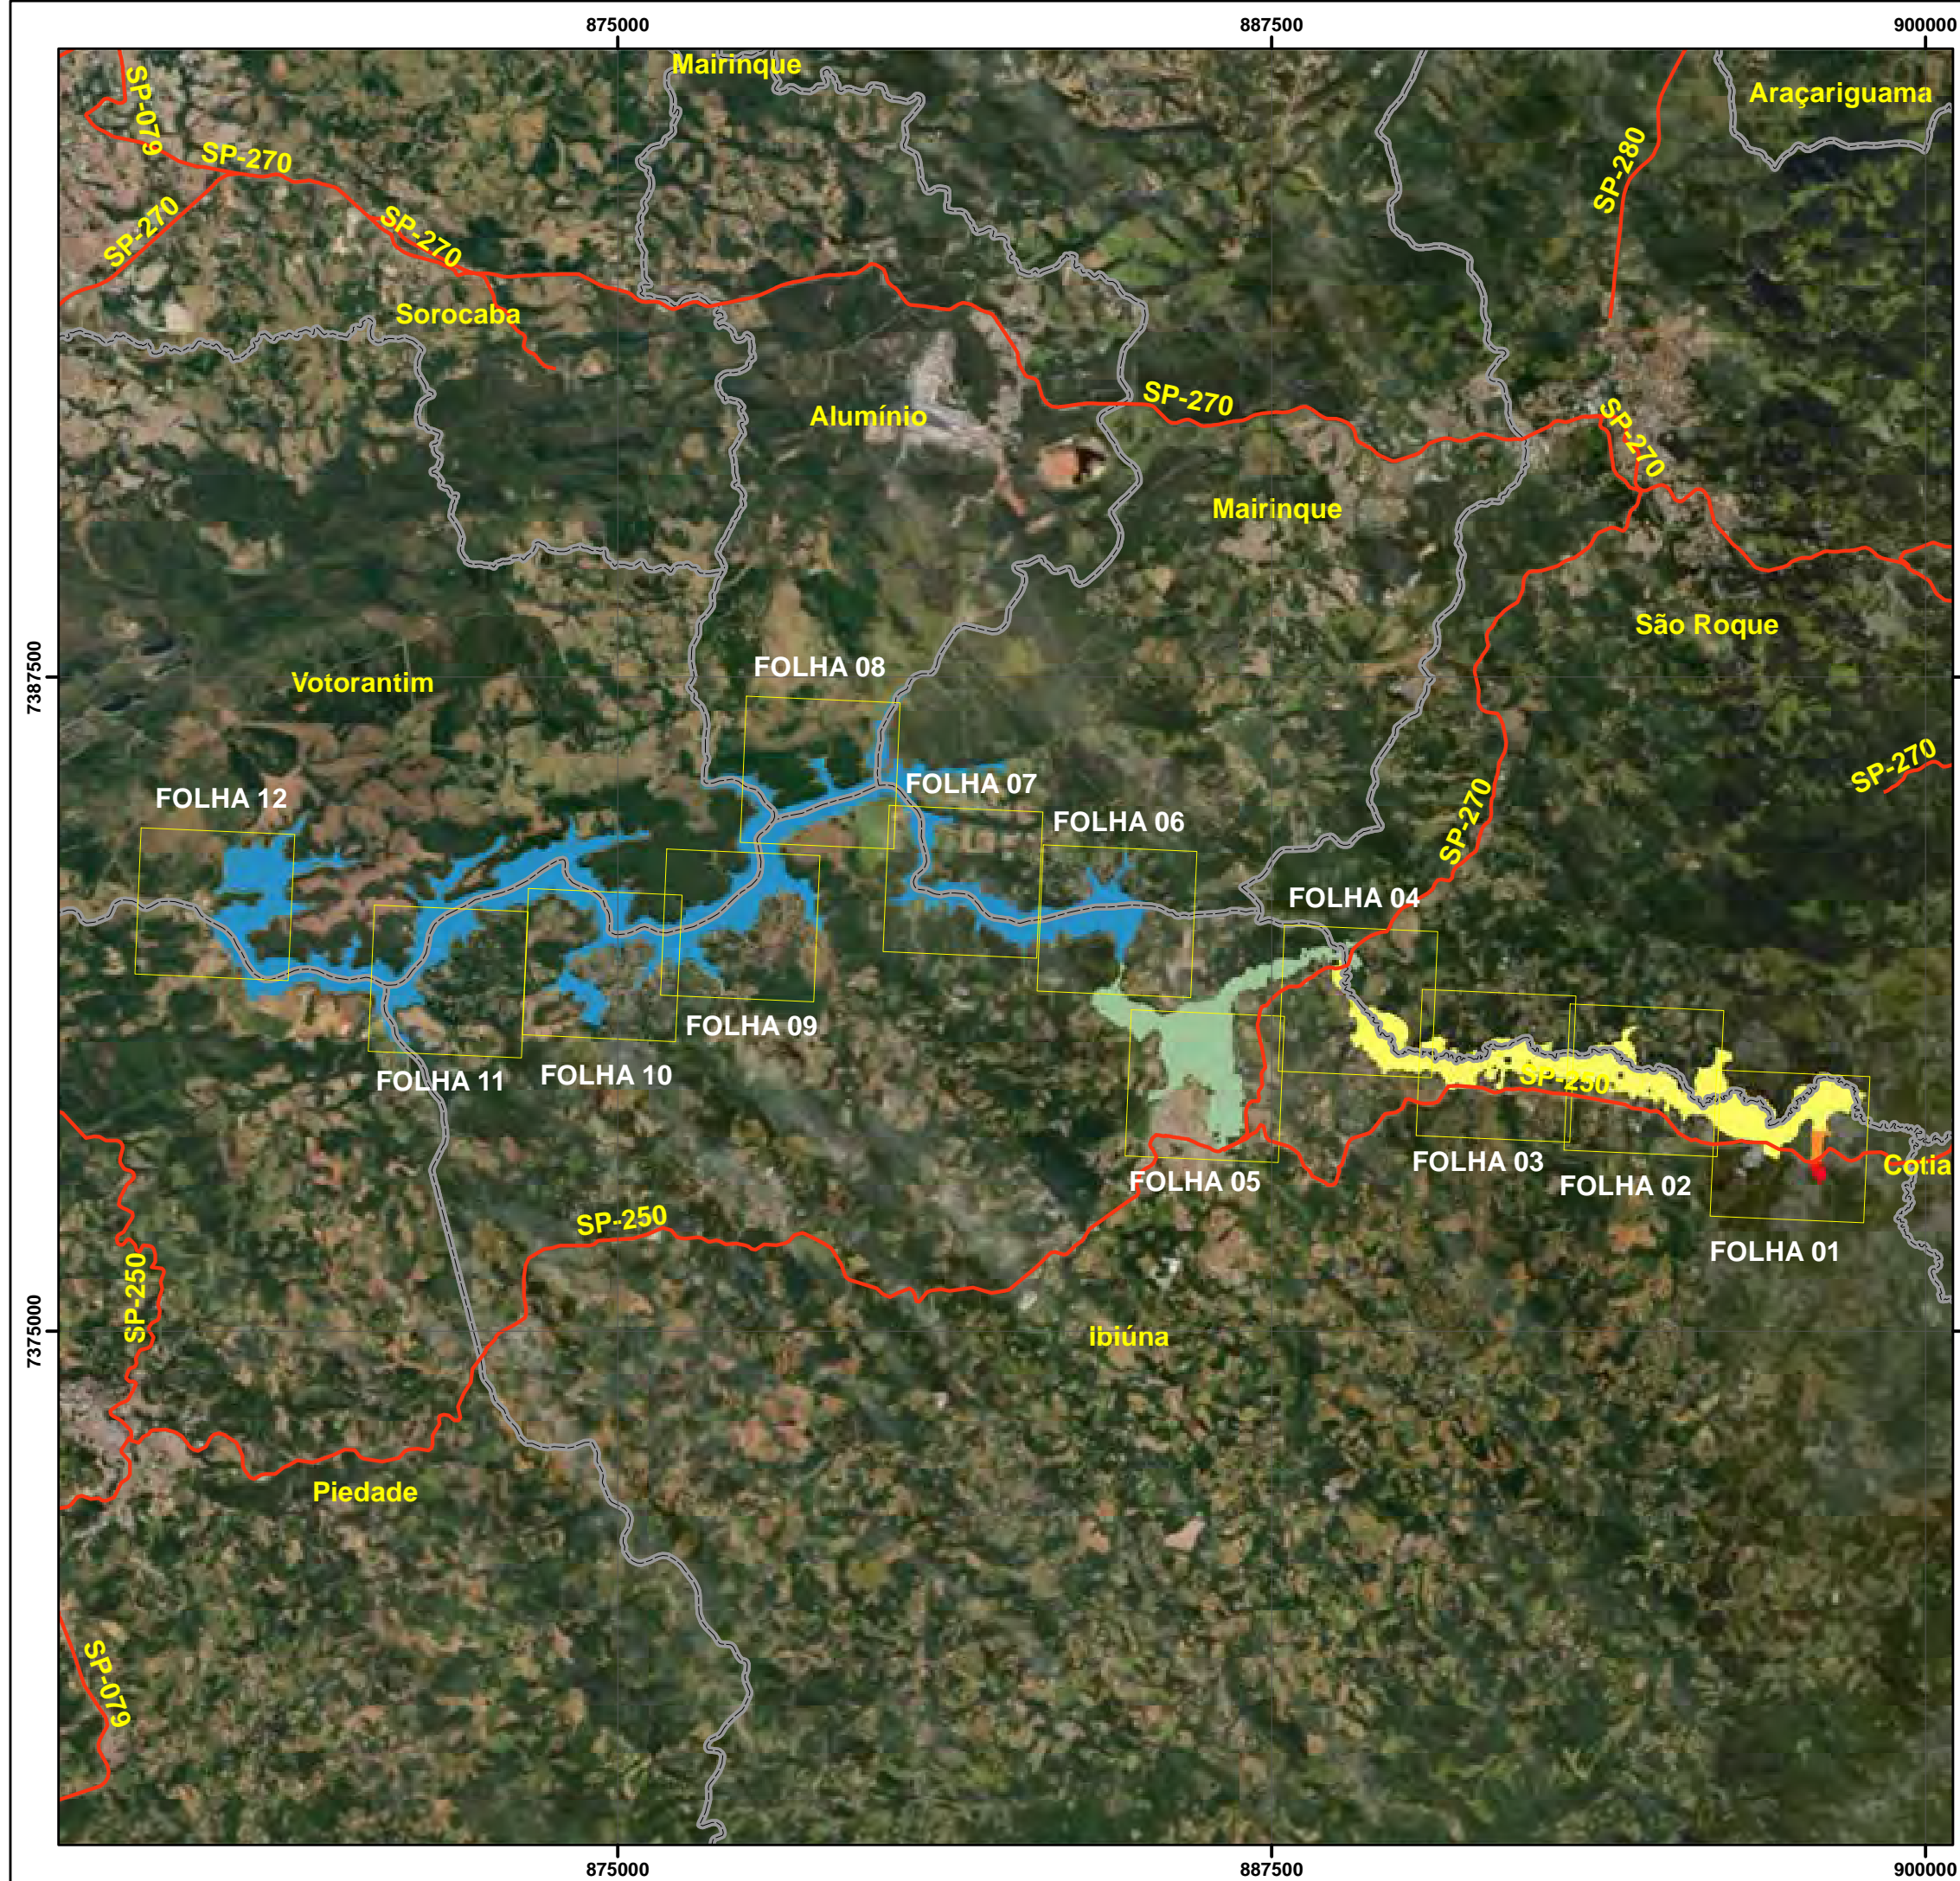 875000
887500
900000
Mairinque
Araçariguama
SP-079
SP-270
SP-280
SP-270
SP-270
Sorocaba
SP-270
Alumínio
SP-270
Mairinque
São Roque
7387500
FOLHA 08
Votorantim
SP-270
FOLHA 07
FOLHA 12
FOLHA 06
SP-270
FOLHA 04
FOLHA 09
FOLHA 10
FOLHA 11
SP-250
FOLHA 03
Cotia
FOLHA 05
FOLHA 02
SP-250
FOLHA 01
SP-250
7375000
Ibiúna
Piedade
SP-079
875000
887500
900000